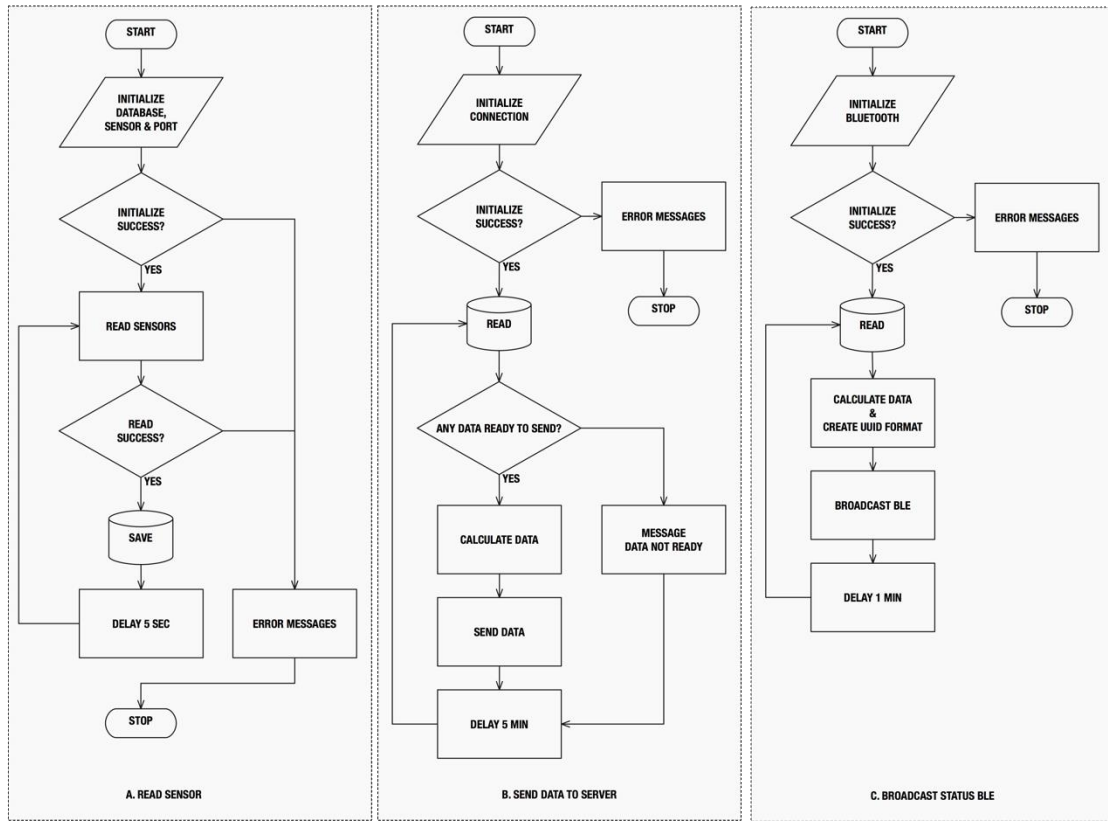 START
INITIALIZE
DATABASE,
SENSOR & PORT
INITIALIZE
SUCCESS?
YES
READ SENSORS
READ
SUCCESS?
YES
SAVE
DELAY 5 SEC
ERROR MESSAGES
STOP
A. READ SENSOR
START
INITIALIZE
CONNECTION
INITIALIZE
SUCCESS?
ERROR MESSAGES
YES
STOP
READ
ANY DATA READY TO SEND?
YES
CALCULATE DATA
MESSAGE
DATA NOT READY
SEND DATA
DELAY 5 MIN
B. SEND DATA TO SERVER
START
INITIALIZE
BLUETOOTH
INITIALIZE
SUCCESS?
ERROR MESSAGES
YES
STOP
READ
CALCULATE DATA
&
CREATE UUID FORMAT
BROADCAST BLE
DELAY 1 MIN
C. BROADCAST STATUS BLE